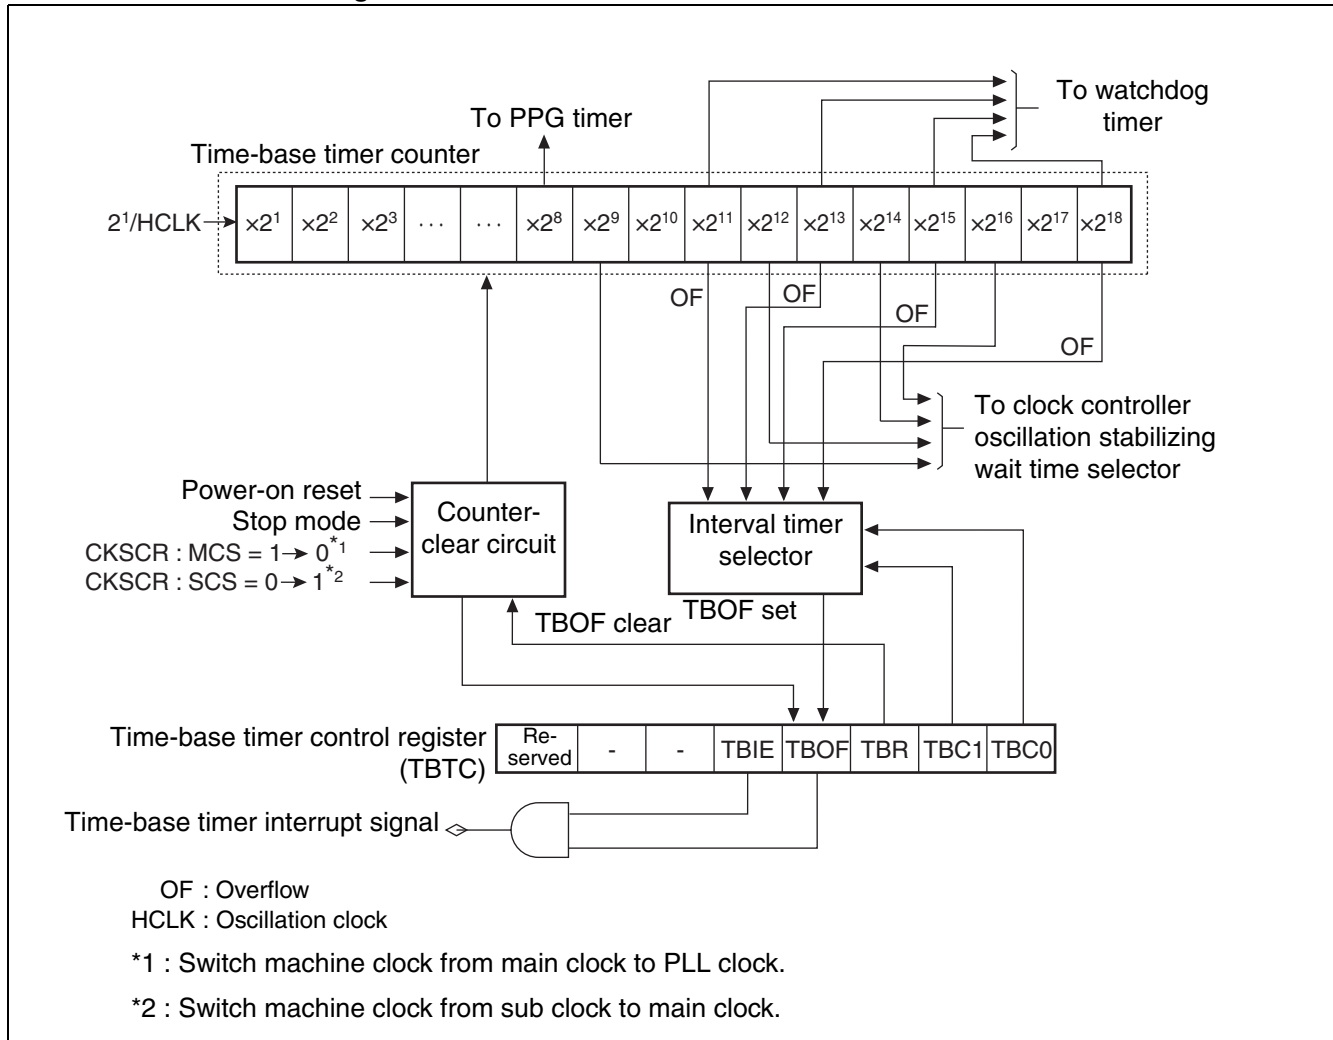 To watchdog
timer
To PPG timer
Time-base timer counter
2¹/HCLK
×2¹ ×2² ×2³ ··· ··· ×2⁸ ×2⁹ ×2¹⁰ ×2¹¹ ×2¹² ×2¹³ ×2¹⁴ ×2¹⁵ ×2¹⁶ ×2¹⁷ ×2¹⁸
OF
OF
OF
OF
To clock controller
oscillation stabilizing
wait time selector
Power-on reset
Stop mode
CKSCR : MCS = 1→ 0*1
CKSCR : SCS = 0→ 1*2
Counter-
clear circuit
Interval timer
selector
TBOF clear
TBOF set
Time-base timer control register
(TBTC)
Re-
served
- - TBIE TBOF TBR TBC1 TBC0
Time-base timer interrupt signal
OF : Overflow
HCLK : Oscillation clock
*1 : Switch machine clock from main clock to PLL clock.
*2 : Switch machine clock from sub clock to main clock.